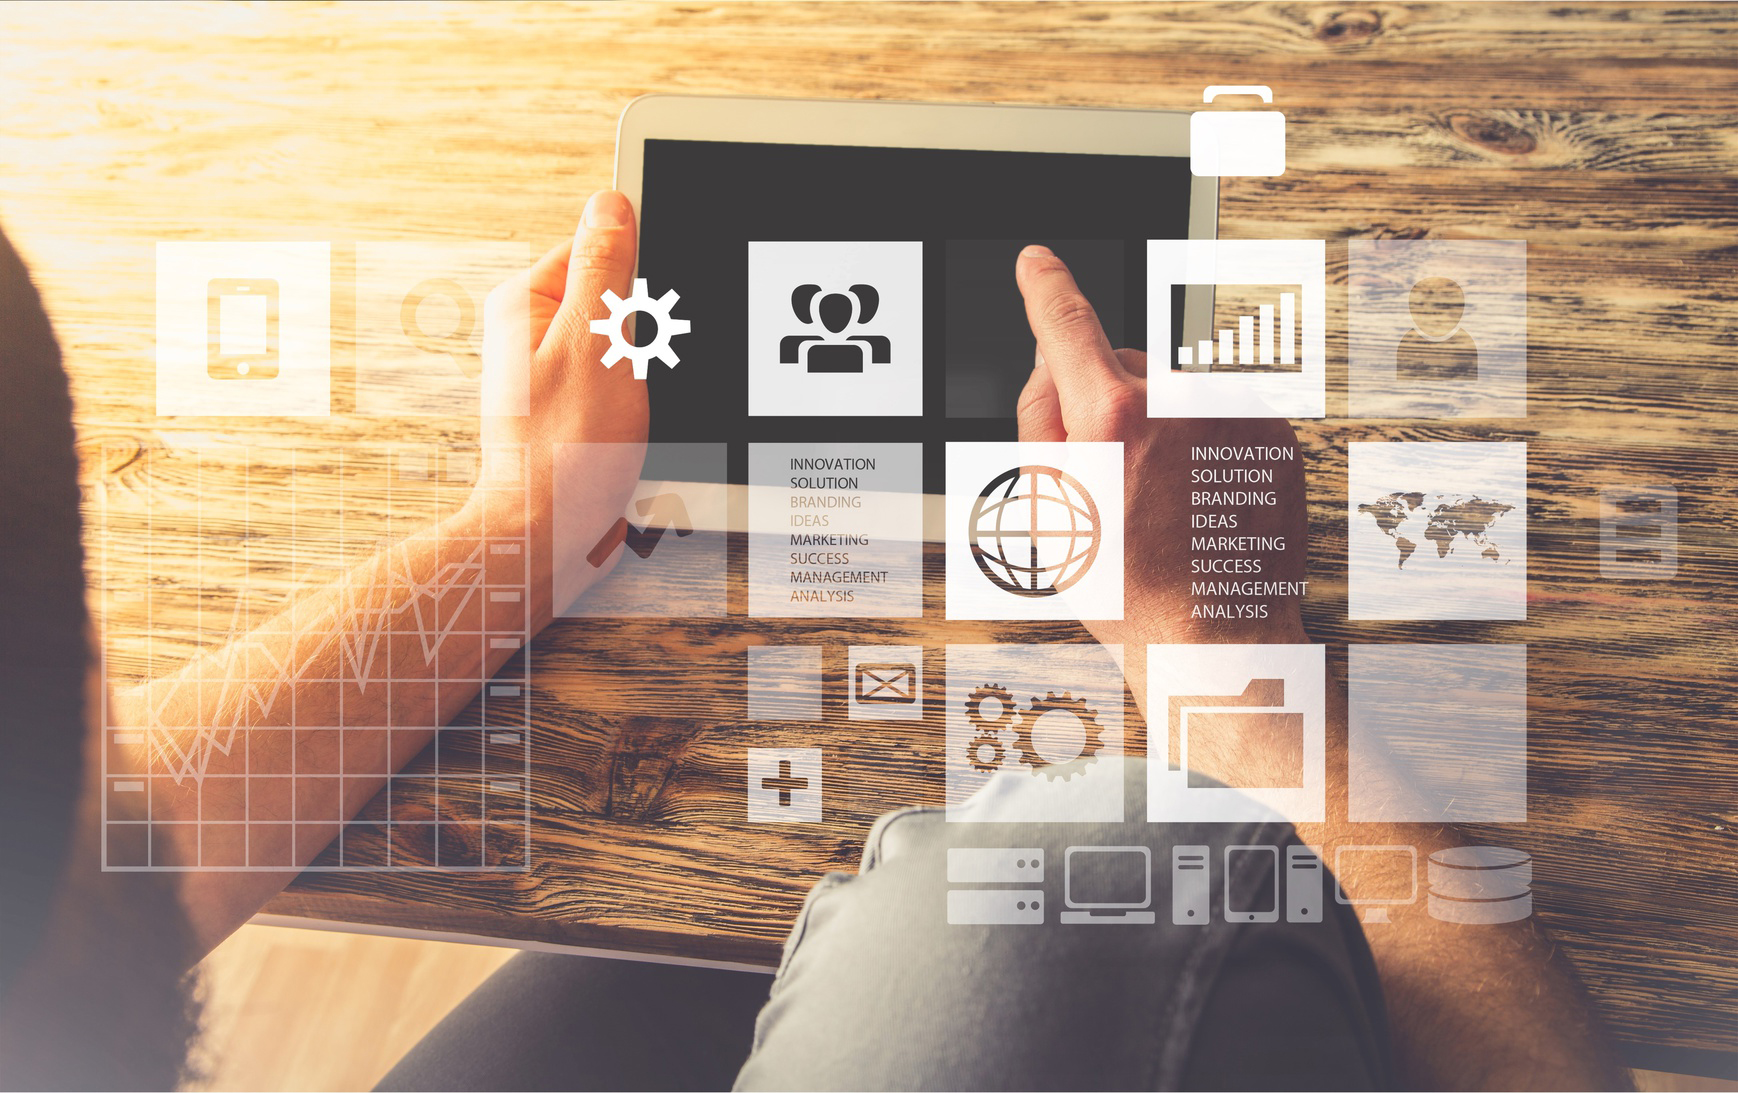 INNOVATION
SOLUTION
BRANDING
IDEAS
MARKETING
SUCCESS
MANAGEMENT
ANALYSIS
INNOVATION
SOLUTION
BRANDING
IDEAS
MARKETING
SUCCESS
MANAGEMENT
ANALYSIS